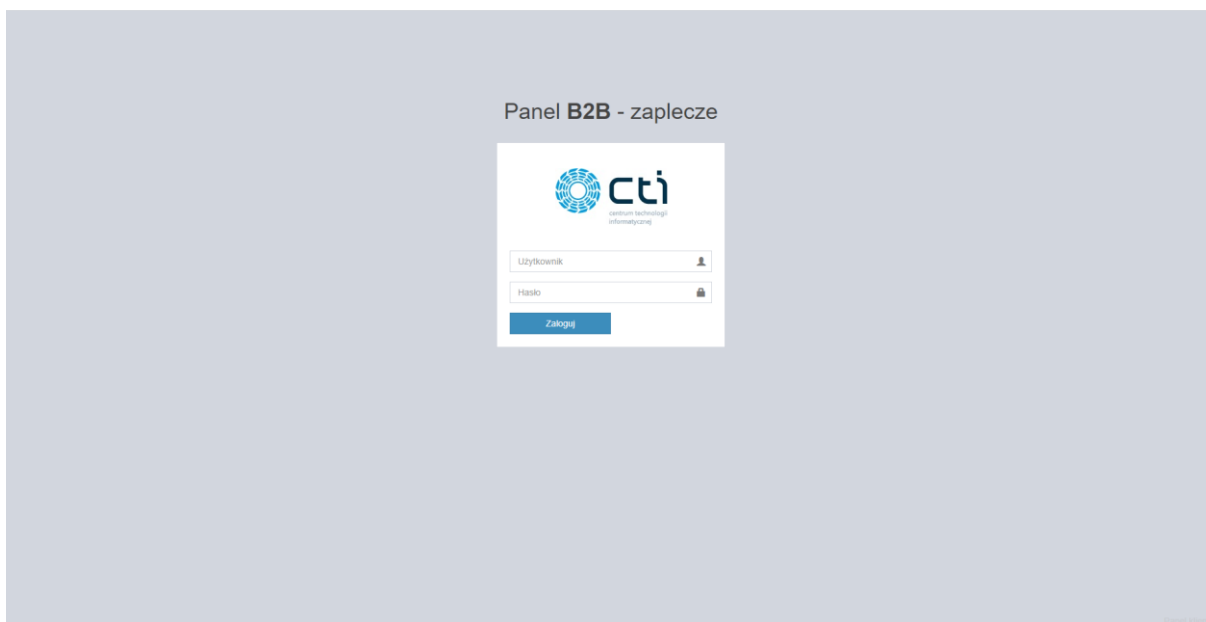 Panel B2B - zaplecze
cti
centrum technologii
informatycznej
Użytkownik
Hasło
Zaloguj